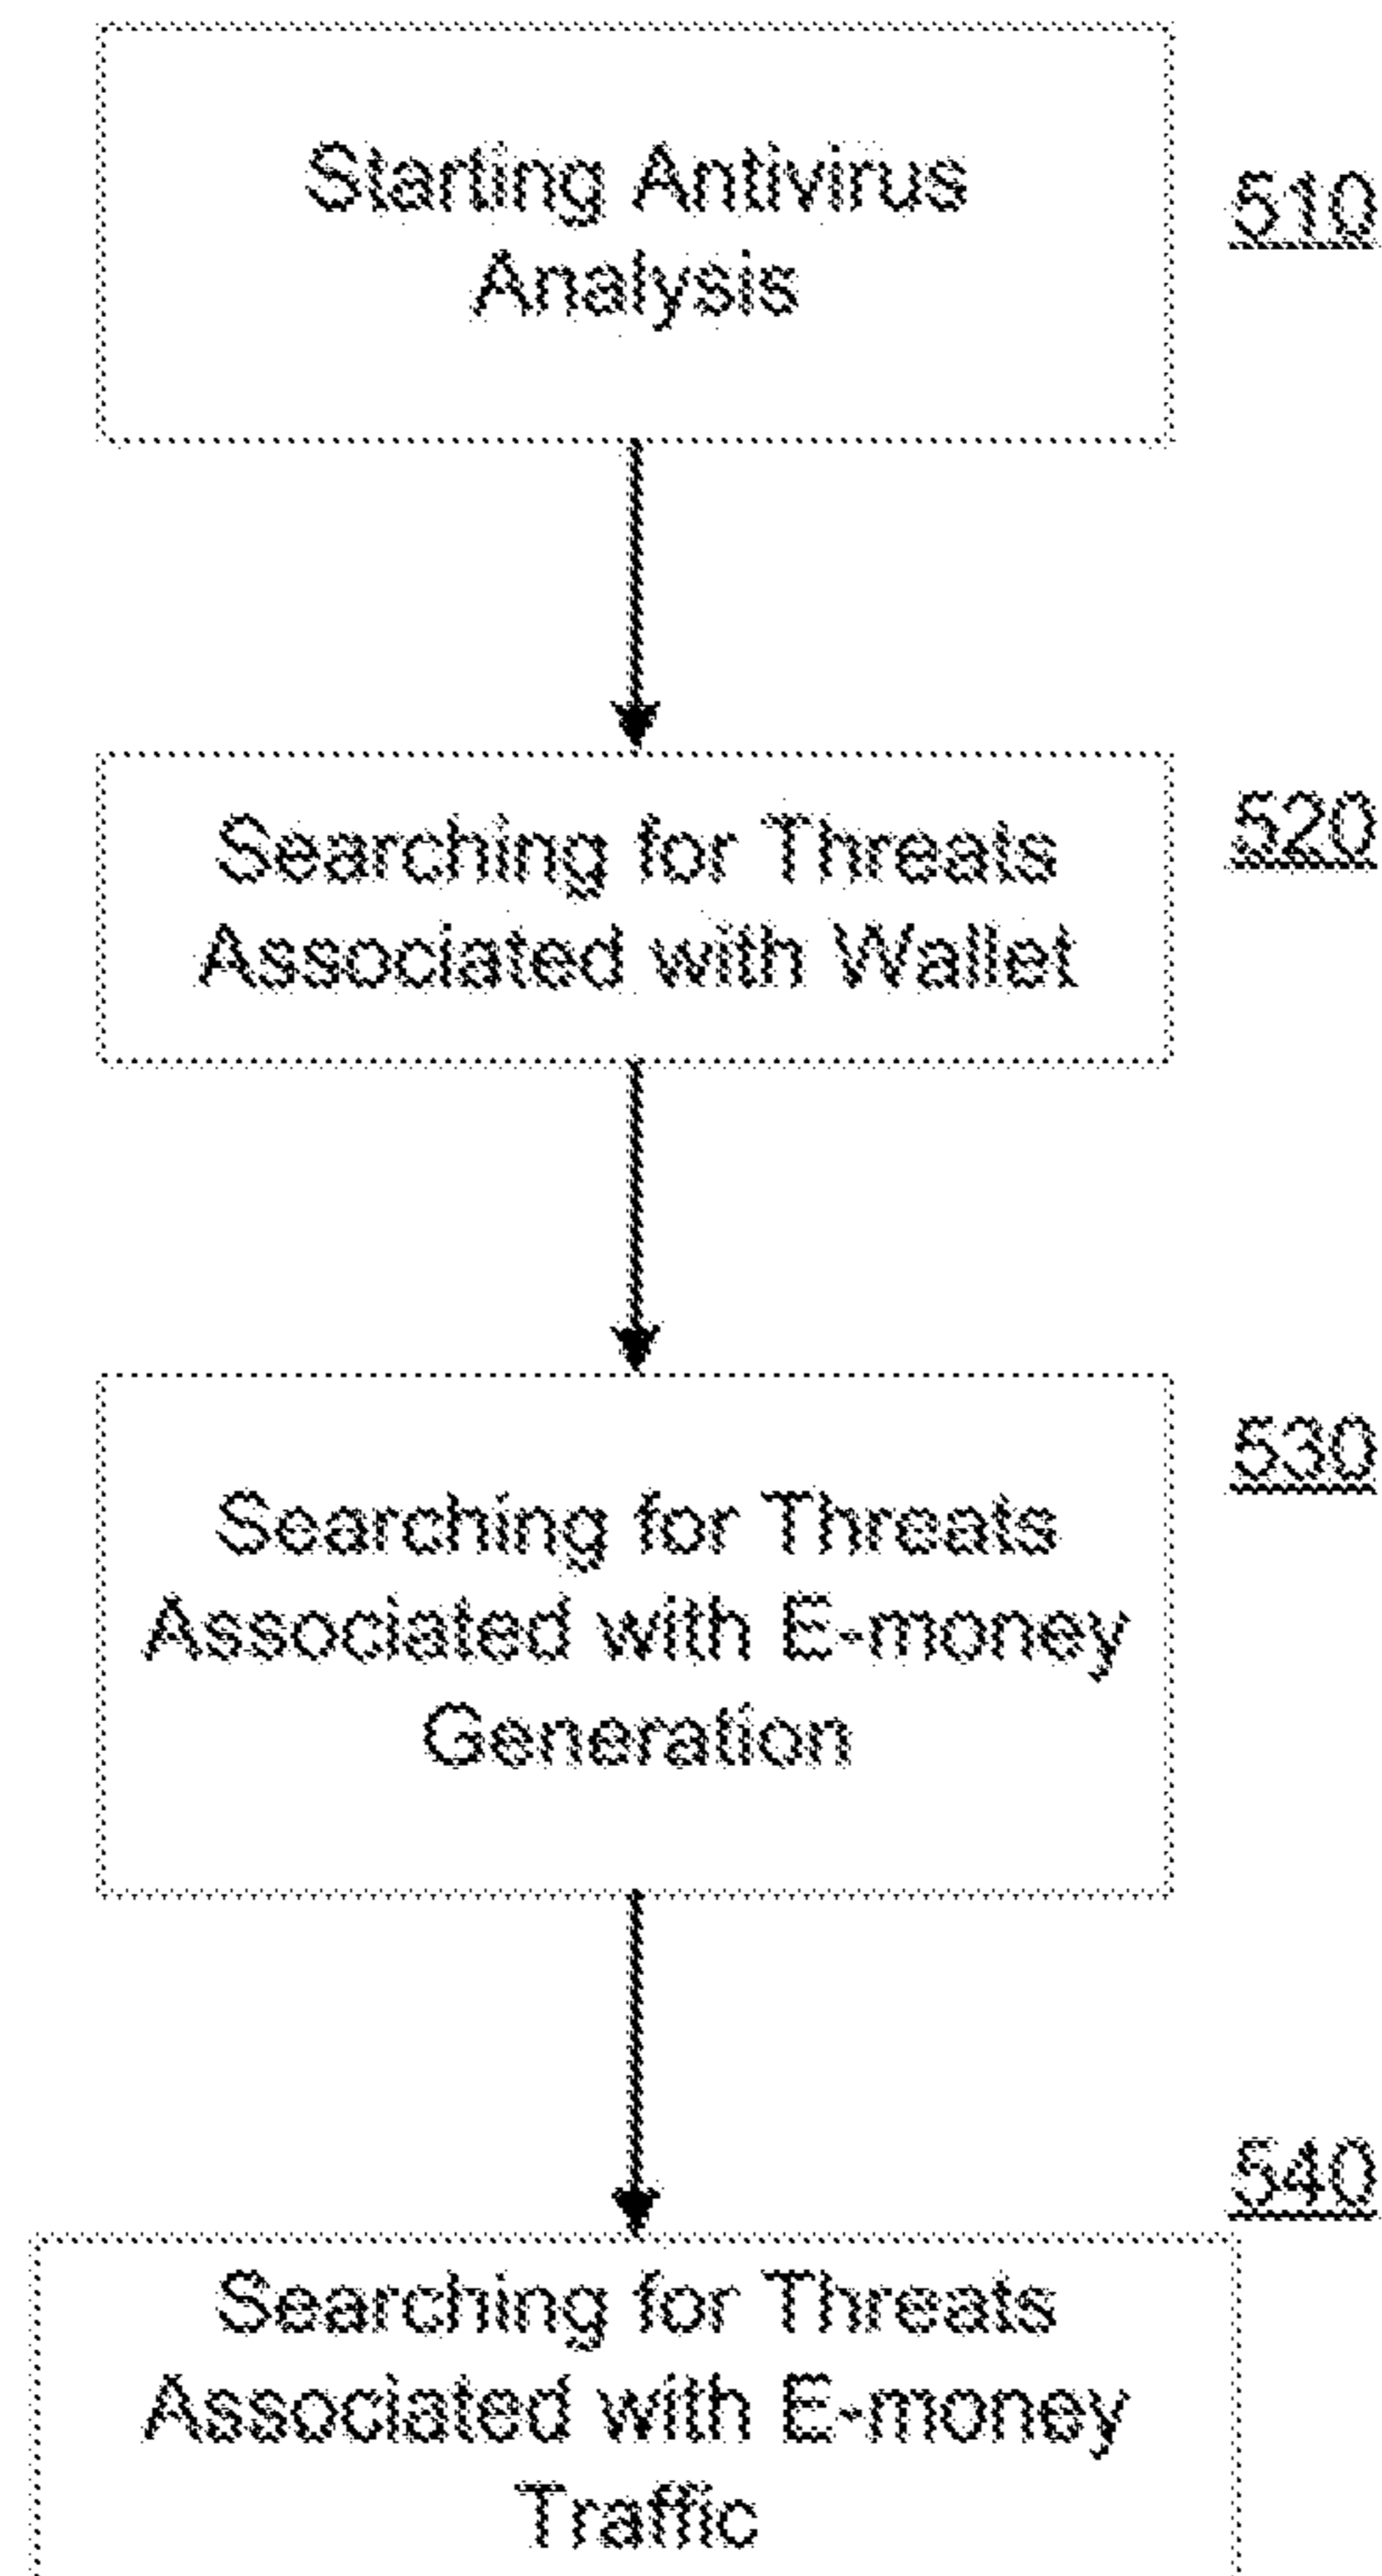 Starting Antivirus
Analysis
510
Searching for Threats
Associated with Wallet
520
Searching for Threats
Associated with E-money
Generation
530
Searching for Threats
Associated with E-money
Traffic
540